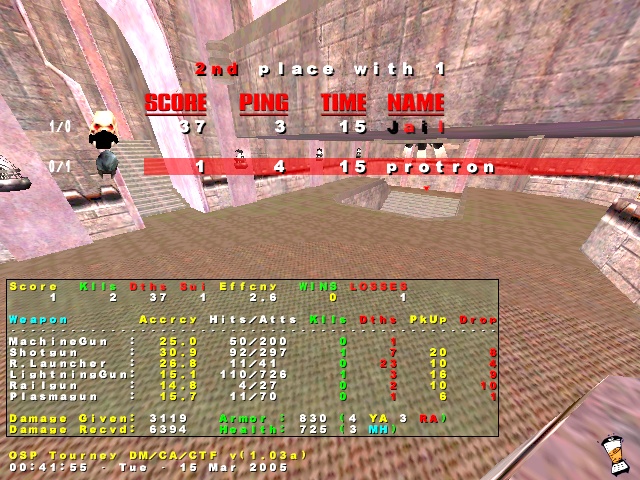 2nd place with 1
SCORE PING TIME NAME
1/0 37 3 15 Jail
0/1 1 4 15 protron
Score Klls Dths Sui Effcny WINS LOSSES
1 2 37 1 2.6 0 1
Weapon Accrcy Hits/Atts Klls Dths PkUp Drop
MachineGun : 25.0 50/200 0 1
Shotgun : 30.9 92/297 1 7 20 8
R.Launcher : 26.8 11/41 0 23 10 4
LightningGun: 15.1 110/726 1 3 16 9
Railgun : 14.8 4/27 0 2 10 10
Plasmagun : 15.7 11/70 0 1 6 1
Damage Given: 3119 Armor : 830 (4 YA 3 RA)
Damage Recvd: 6394 Health: 725 (3 MH)
OSP Tourney DM/CA/CTF v(1.03a)
00:41:55 - Tue - 15 Mar 2005